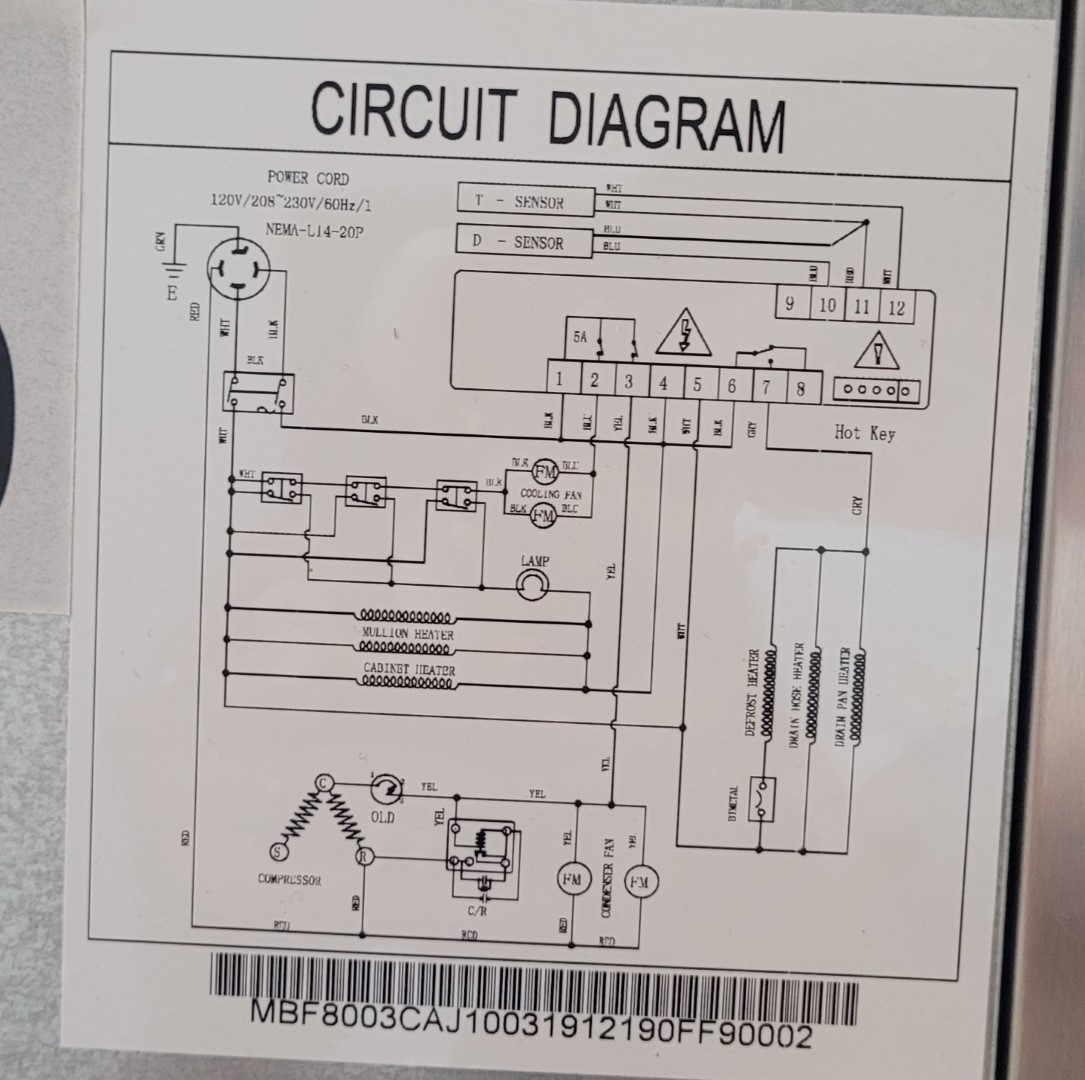 CIRCUIT DIAGRAM
POWER CORD
120V/208~230V/60Hz/1
NEMA-L14-20P
GRN
E
RED
WHT
BLK
BLK
WHT
T - SENSOR
WHT
WHT
D - SENSOR
BLU
BLU
BLU
RED
WHT
9 10 11 12
5A
1 2 3 4 5 6 7 8
Hot Key
BLK
BLK
BLU
YEL
BLK
WHT
BLK
GRY
WHT
BLK
BLK
FM
BLU
COOLING FAN
BLK
FM
BLU
GRY
LAMP
YEL
WHT
MULLION HEATER
CABINET HEATER
DEFROST HEATER
DRAIN HOSE HEATER
DRAIN PAN HEATER
BIMETAL
YEL
C
1
2
3
OLD
YEL
YEL
YEL
S
R
COMPRESSOR
C/R
YEL
YEL
FM
CONDENSER FAN
FM
RED
RED
RED
RED
RED
RED
MBF8003CAJ10031912190FF90002